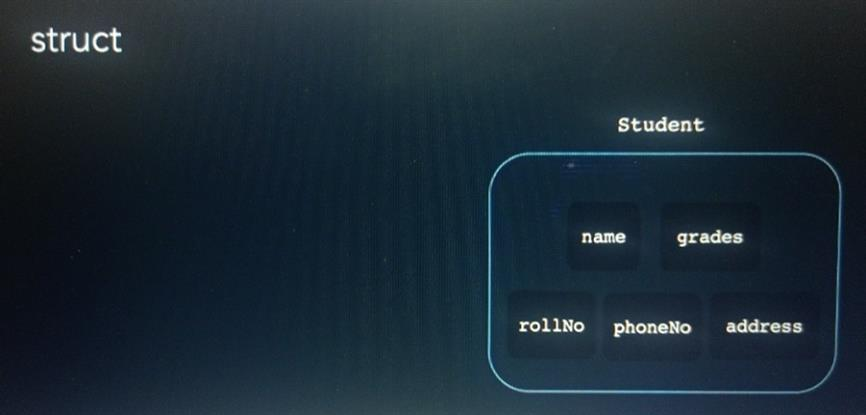 struct
Student
name grades
rollNo phoneNo address